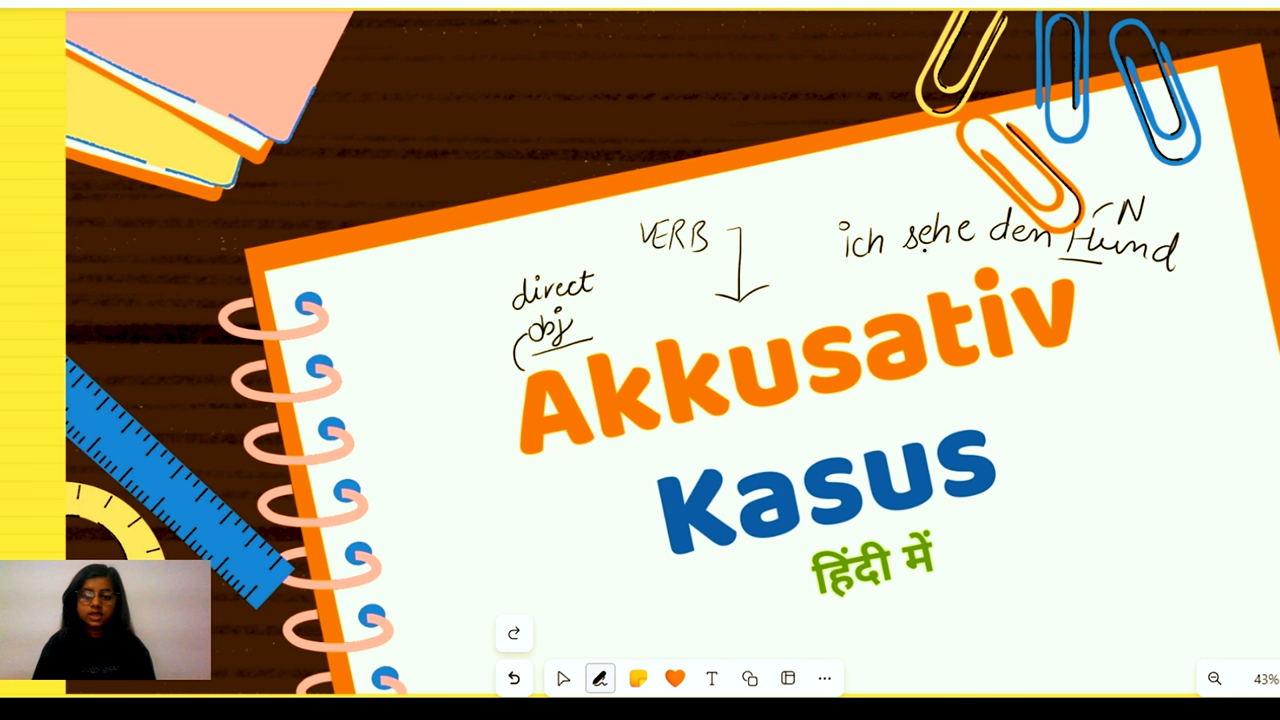 VERB
ich sehe den Hund
N
direct
obj
Akkusativ
Kasus
हिंदी में
T
43%